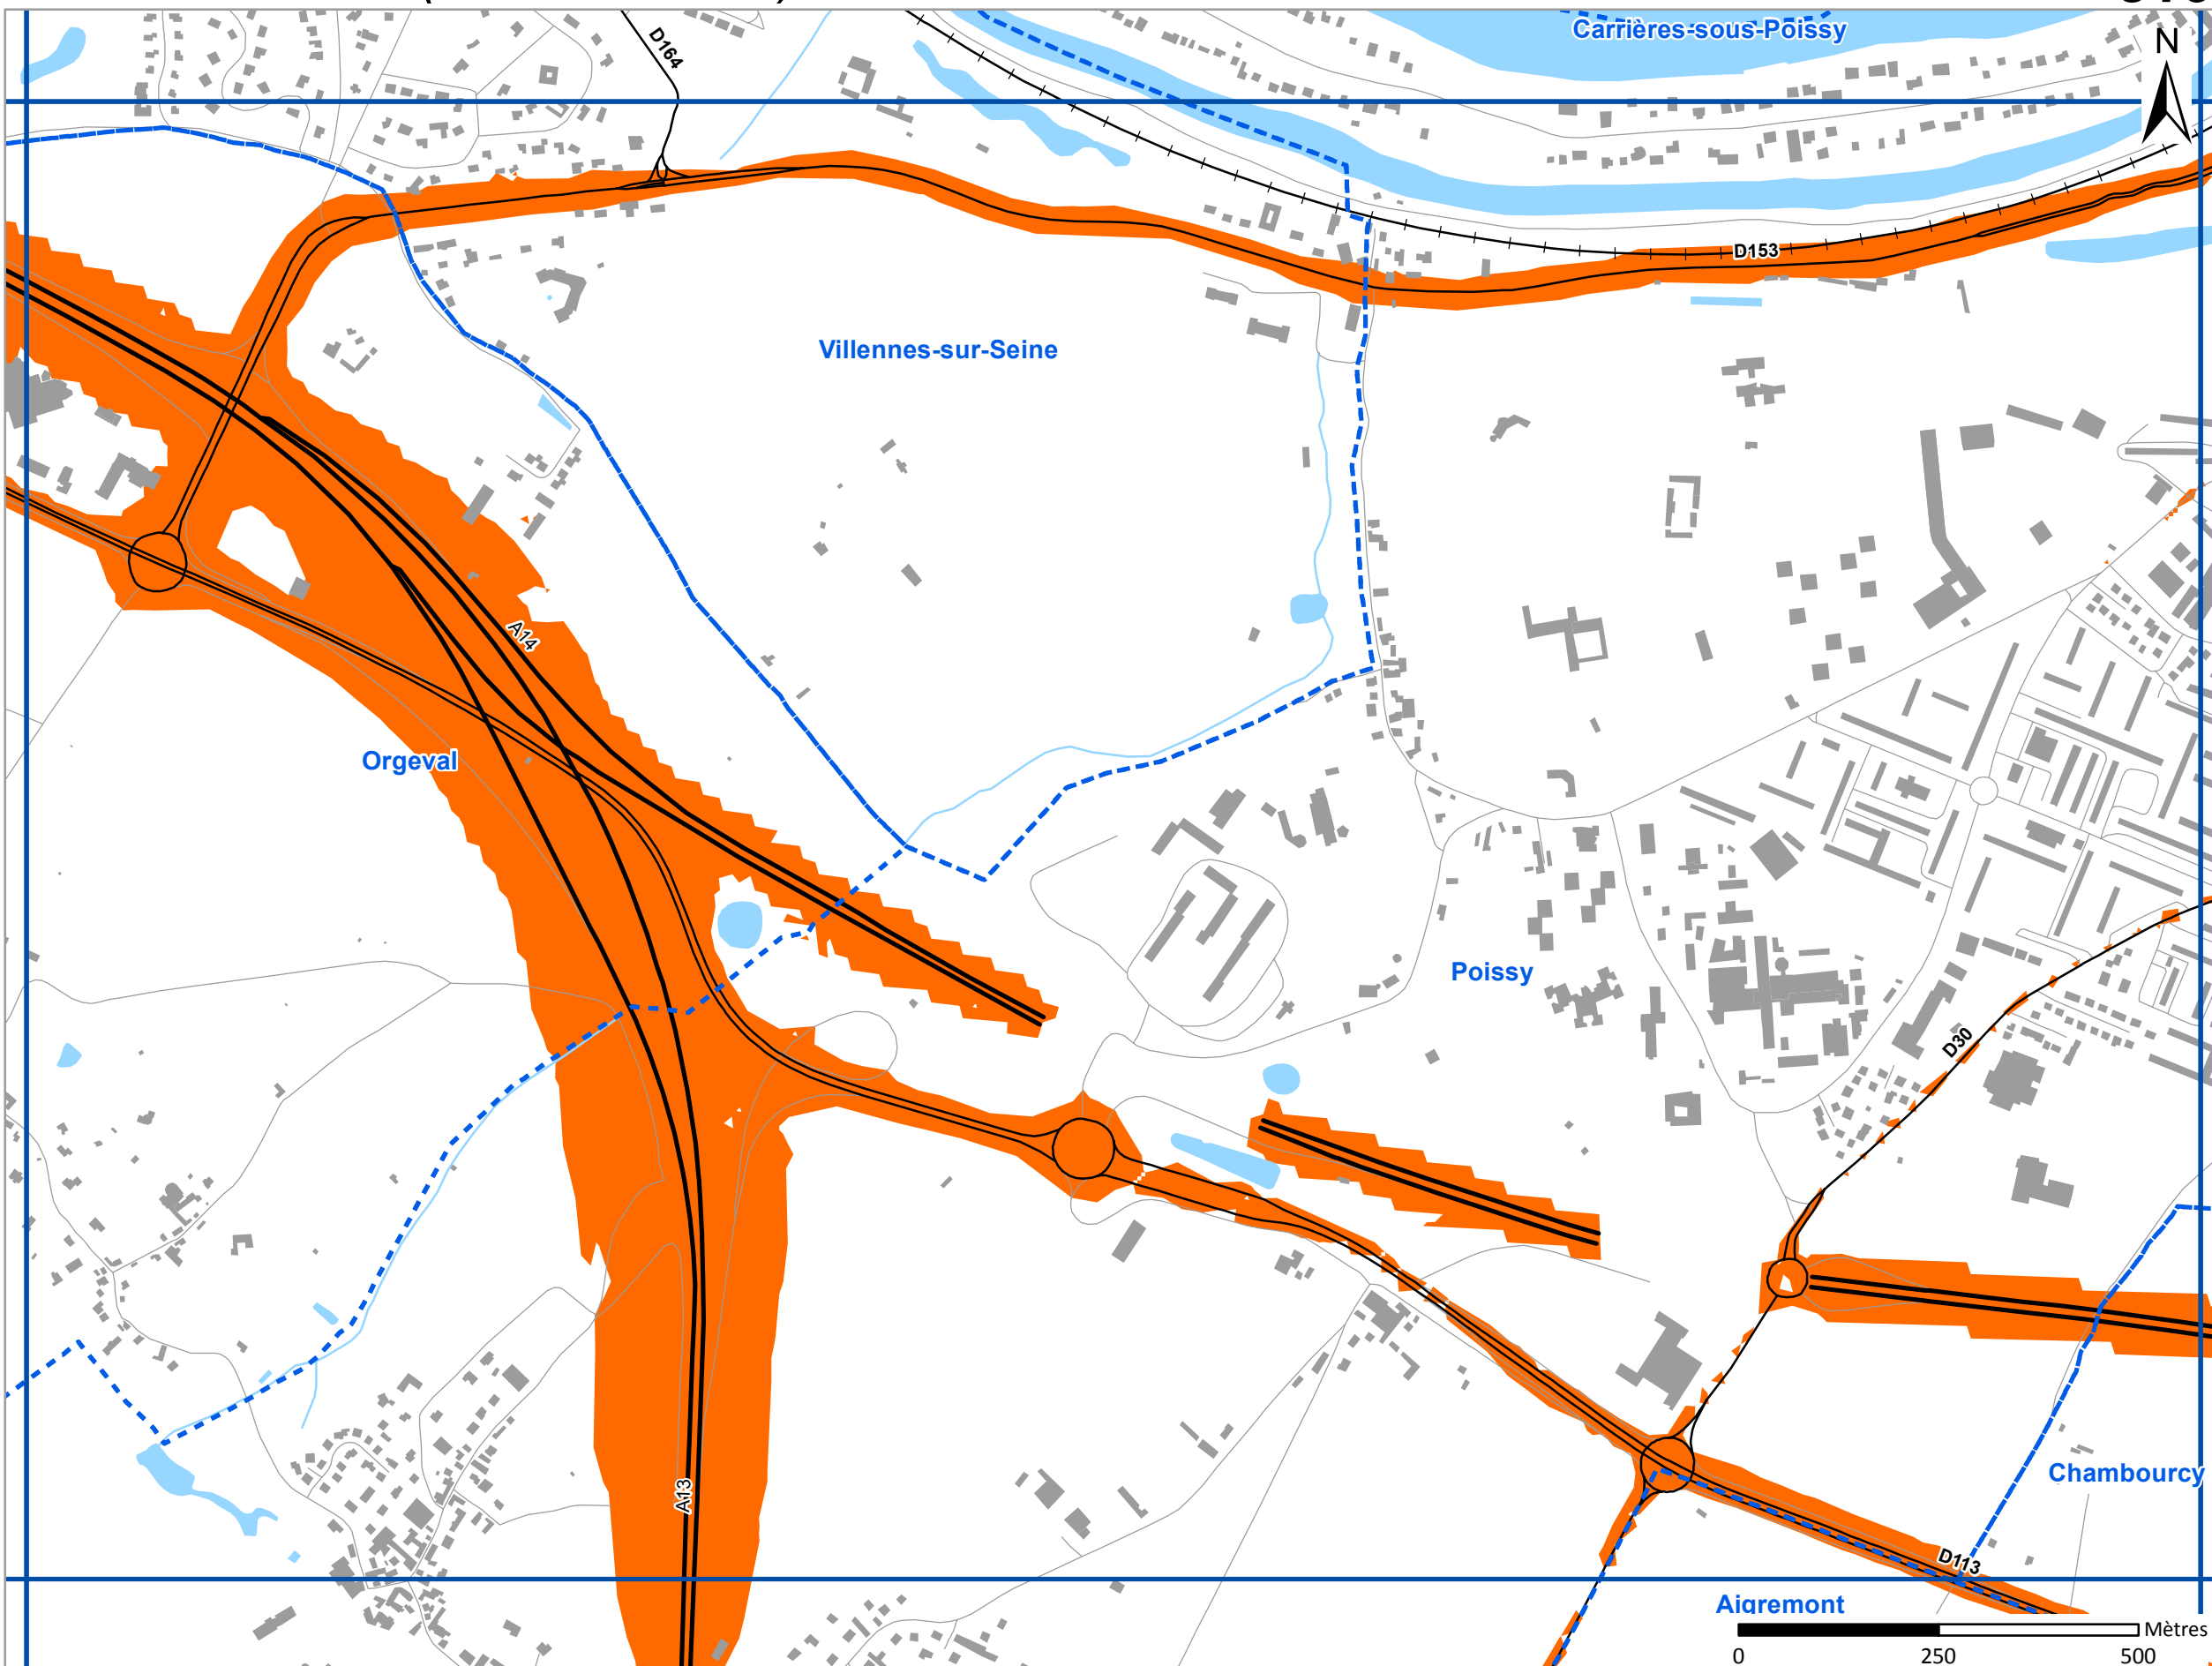 Carrières-sous-Poissy
N
D164
D153
Villennes-sur-Seine
A14
Orgeval
Poissy
D30
A13
Chambourcy
D113
Aigremont
Mètres
0 250 500